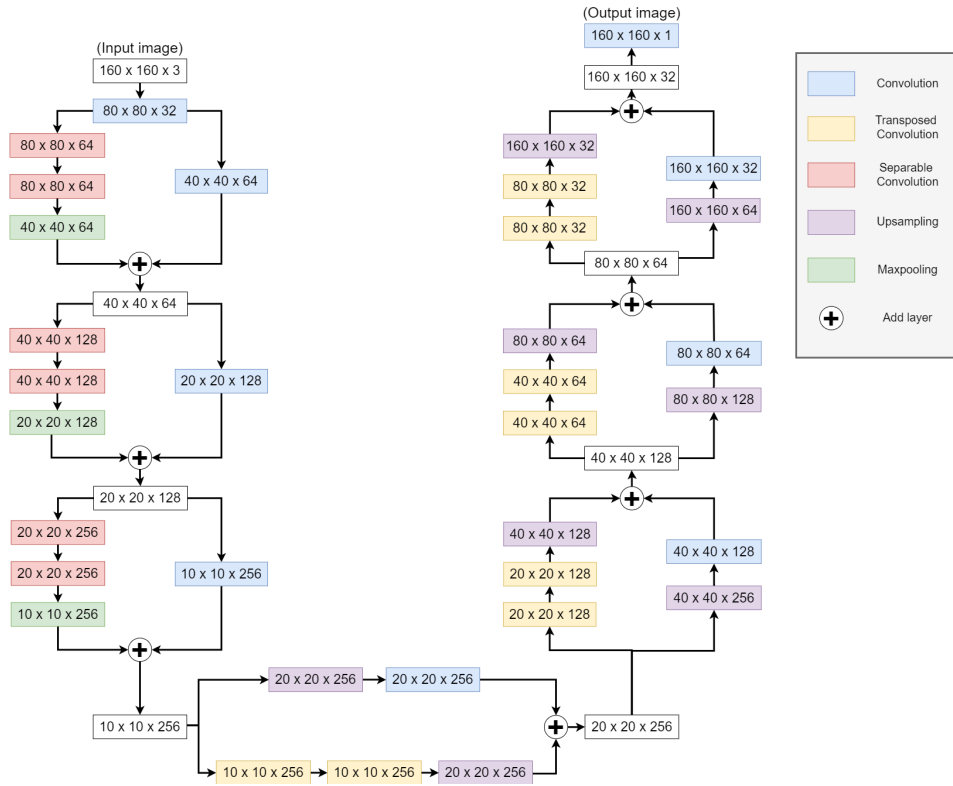 (Input image)
160 x 160 x 3
80 x 80 x 32
80 x 80 x 64
80 x 80 x 64
40 x 40 x 64
40 x 40 x 64
40 x 40 x 64
40 x 40 x 128
40 x 40 x 128
20 x 20 x 128
20 x 20 x 128
20 x 20 x 128
20 x 20 x 256
20 x 20 x 256
10 x 10 x 256
10 x 10 x 256
10 x 10 x 256
20 x 20 x 256
20 x 20 x 256
10 x 10 x 256
10 x 10 x 256
20 x 20 x 256
20 x 20 x 256
(Output image)
160 x 160 x 1
160 x 160 x 32
160 x 160 x 32
80 x 80 x 32
80 x 80 x 32
160 x 160 x 32
160 x 160 x 64
80 x 80 x 64
80 x 80 x 64
40 x 40 x 64
40 x 40 x 64
80 x 80 x 64
80 x 80 x 128
40 x 40 x 128
40 x 40 x 128
20 x 20 x 128
20 x 20 x 128
40 x 40 x 128
40 x 40 x 256
Convolution
Transposed
Convolution
Separable
Convolution
Upsampling
Maxpooling
Add layer